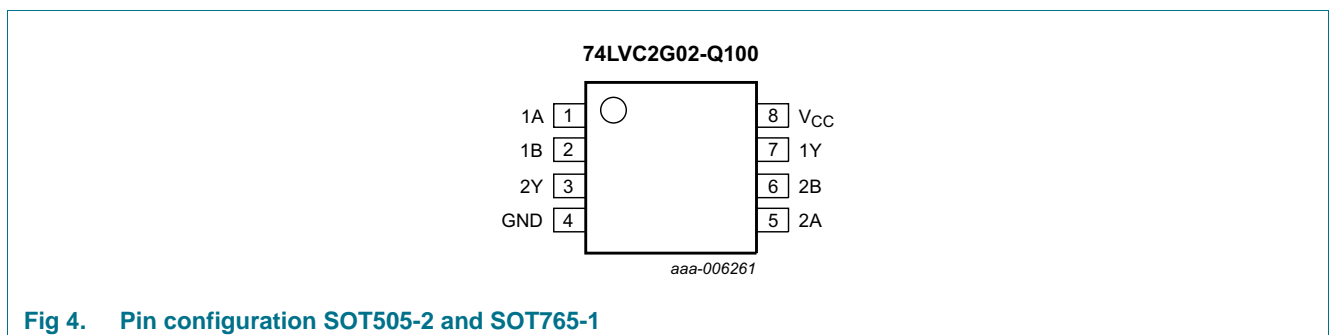 74LVC2G02-Q100
1A 1 8 VCC
1B 2 7 1Y
2Y 3 6 2B
GND 4 5 2A
aaa-006261
Fig 4. Pin configuration SOT505-2 and SOT765-1